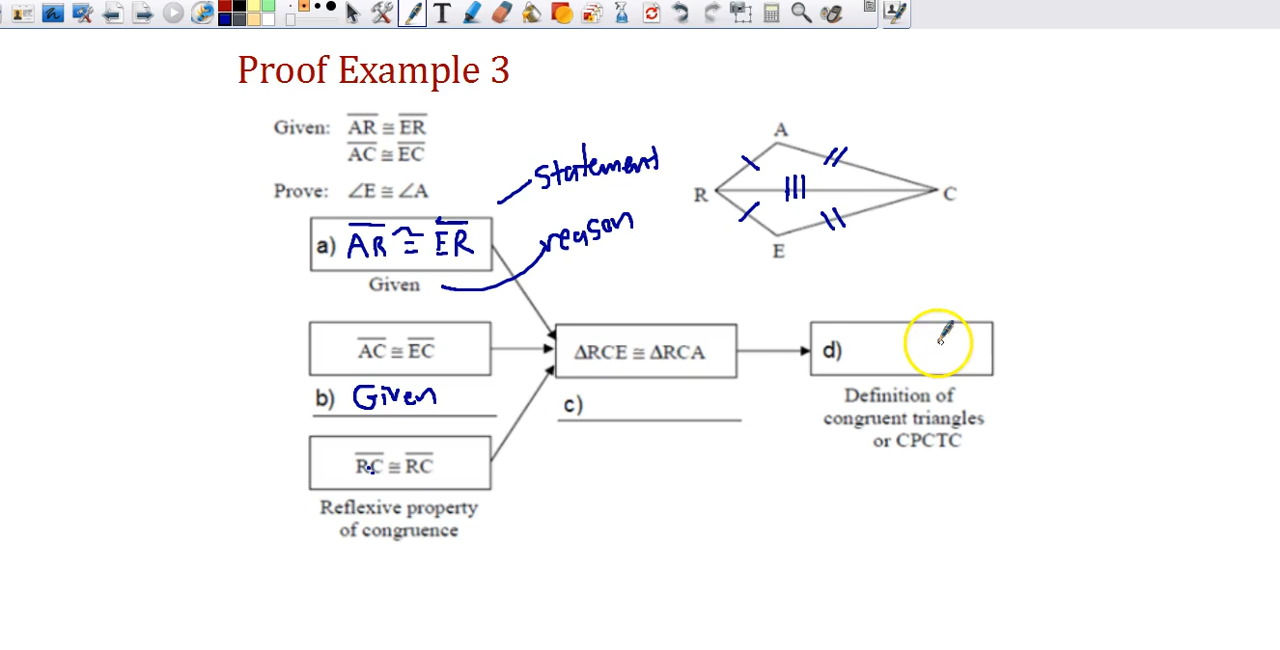 Proof Example 3
Given: AR ≅ ER
AC ≅ EC
Prove: ∠E ≅ ∠A
statement
reason
A
R
C
E
a) AR ≅ ER
Given
AC ≅ EC
b) Given
RC ≅ RC
Reflexive property
of congruence
ΔRCE ≅ ΔRCA
c)
d)
Definition of
congruent triangles
or CPCTC